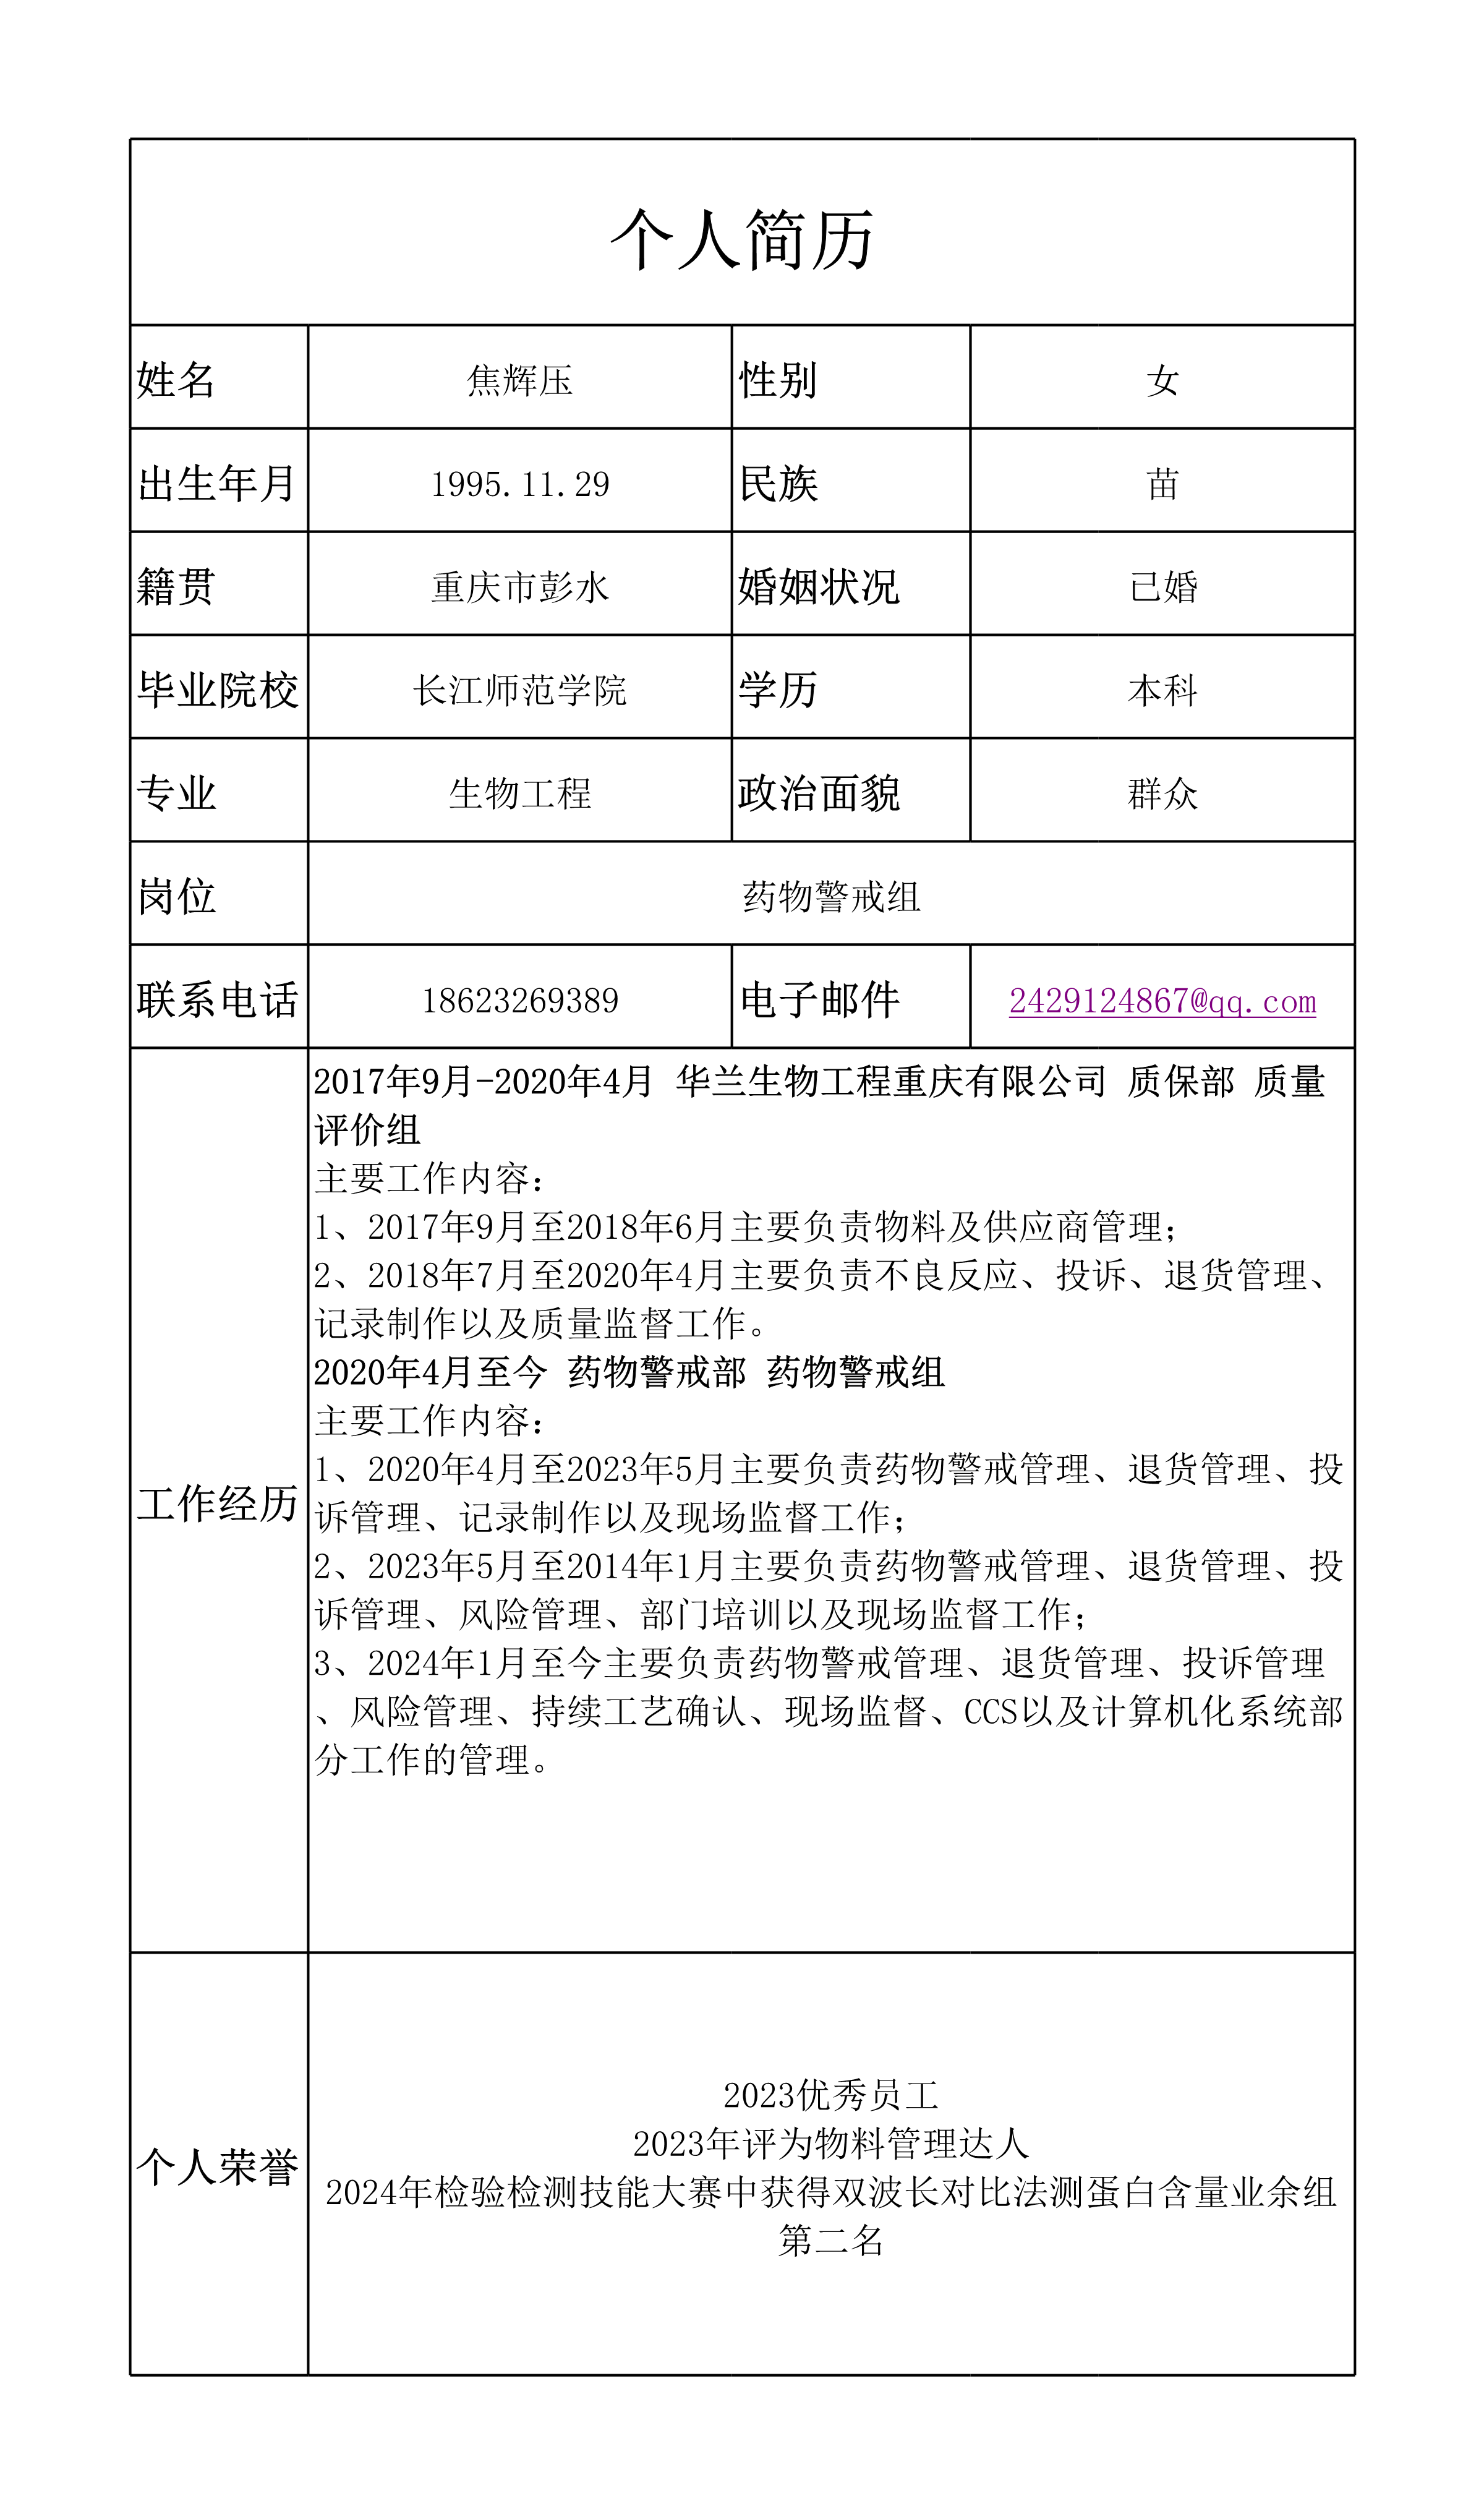 个人简历
姓名 焦辉压 性别 女
出生年月 1995.11.29 民族 苗
籍贯 重庆市彭水 婚姻状况 已婚
毕业院校 长江师范学院 学历 本科
专业 生物工程 政治面貌 群众
岗位 药物警戒组
联系电话 18623269389 电子邮件 2429124867@qq.com
工作经历
2017年9月-2020年4月 华兰生物工程重庆有限公司 质保部 质量
评价组
主要工作内容：
1、2017年9月至2018年6月主要负责物料及供应商管理；
2、2018年7月至2020年4月主要负责不良反应、投诉、退货管理、
记录制作以及质量监督工作。
2020年4月至今 药物警戒部 药物警戒组
主要工作内容：
1、2020年4月至2023年5月主要负责药物警戒管理、退货管理、投
诉管理、记录制作以及现场监督工作；
2、2023年5月至2014年1月主要负责药物警戒管理、退货管理、投
诉管理、风险管理、部门培训以及现场监督工作；
3、2024年1月至今主要负责药物警戒管理、退货管理、投诉管理
、风险管理、持续工艺确认、现场监督、CCS以及计算机化系统部
分工作的管理。
个人荣誉
2023优秀员工
2023年评为物料管理达人
2024年检验检测技能大赛中获得双波长对比法测蛋白含量业余组
第二名